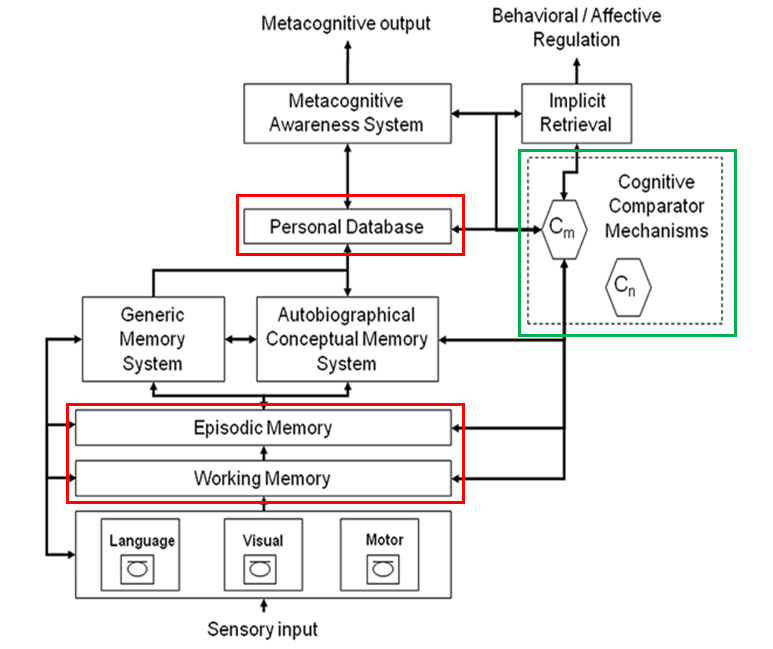 Metacognitive output
Behavioral / Affective
Regulation
Metacognitive
Awareness System
Implicit
Retrieval
Cognitive
Comparator
Mechanisms
Personal Database
Cm
Cn
Generic
Memory
System
Autobiographical
Conceptual Memory
System
Episodic Memory
Working Memory
Language
Visual
Motor
Sensory input